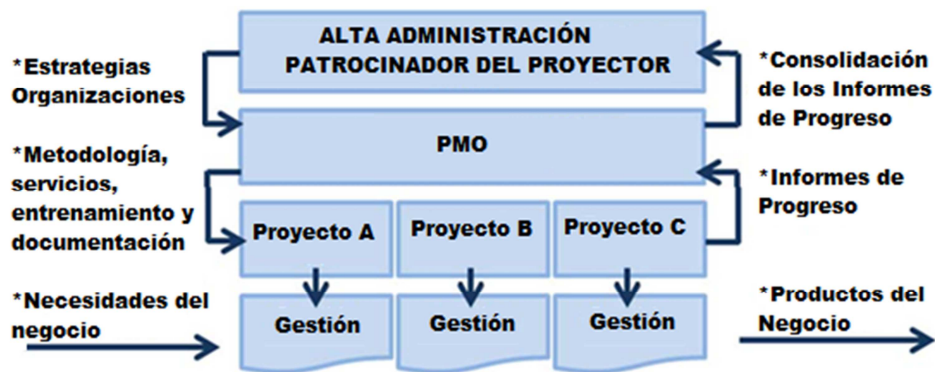 ALTA ADMINISTRACIÓN
PATROCINADOR DEL PROYECTOR
*Estrategias
Organizaciones
*Consolidación
de los Informes
de Progreso
PMO
*Metodología,
servicios,
entrenamiento y
documentación
*Informes de
Progreso
Proyecto A
Proyecto B
Proyecto C
*Necesidades del
negocio
Gestión
Gestión
Gestión
*Productos del
Negocio